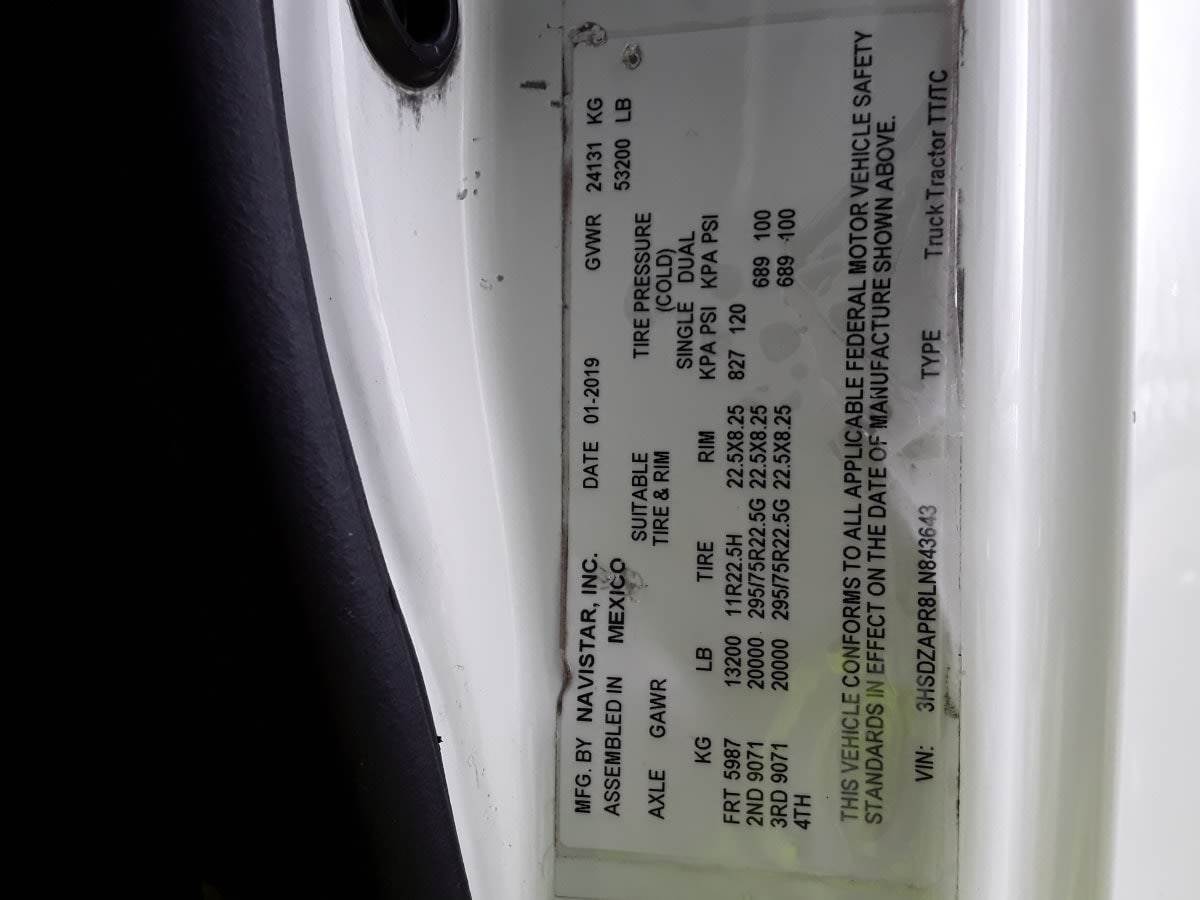 MFG. BY NAVISTAR, INC. DATE 01-2019 GVWR 24131 KG
ASSEMBLED IN MEXICO 53200 LB
SUITABLE TIRE PRESSURE
AXLE GAWR TIRE & RIM (COLD)
SINGLE DUAL
KG LB TIRE RIM KPA PSI KPA PSI
FRT 5987 13200 11R22.5H 22.5X8.25 827 120
2ND 9071 20000 295/75R22.5G 22.5X8.25 689 100
3RD 9071 20000 295/75R22.5G 22.5X8.25 689 100
4TH
THIS VEHICLE CONFORMS TO ALL APPLICABLE FEDERAL MOTOR VEHICLE SAFETY
STANDARDS IN EFFECT ON THE DATE OF MANUFACTURE SHOWN ABOVE.
VIN: 3HSDZAPR8LN843643 TYPE Truck Tractor TT/TC